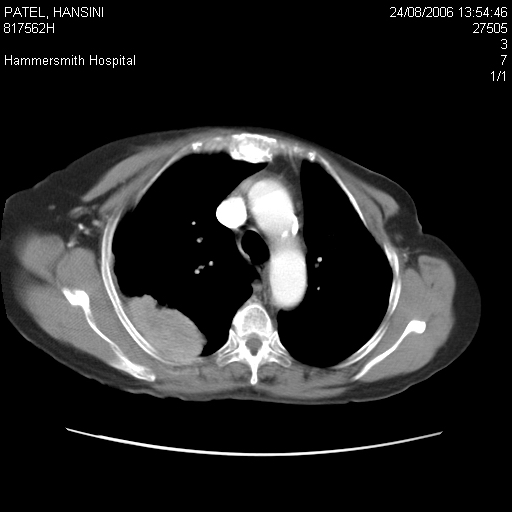 PATEL, HANSINI
817562H
Hammersmith Hospital
24/08/2006 13:54:46
27505
3
7
1/1